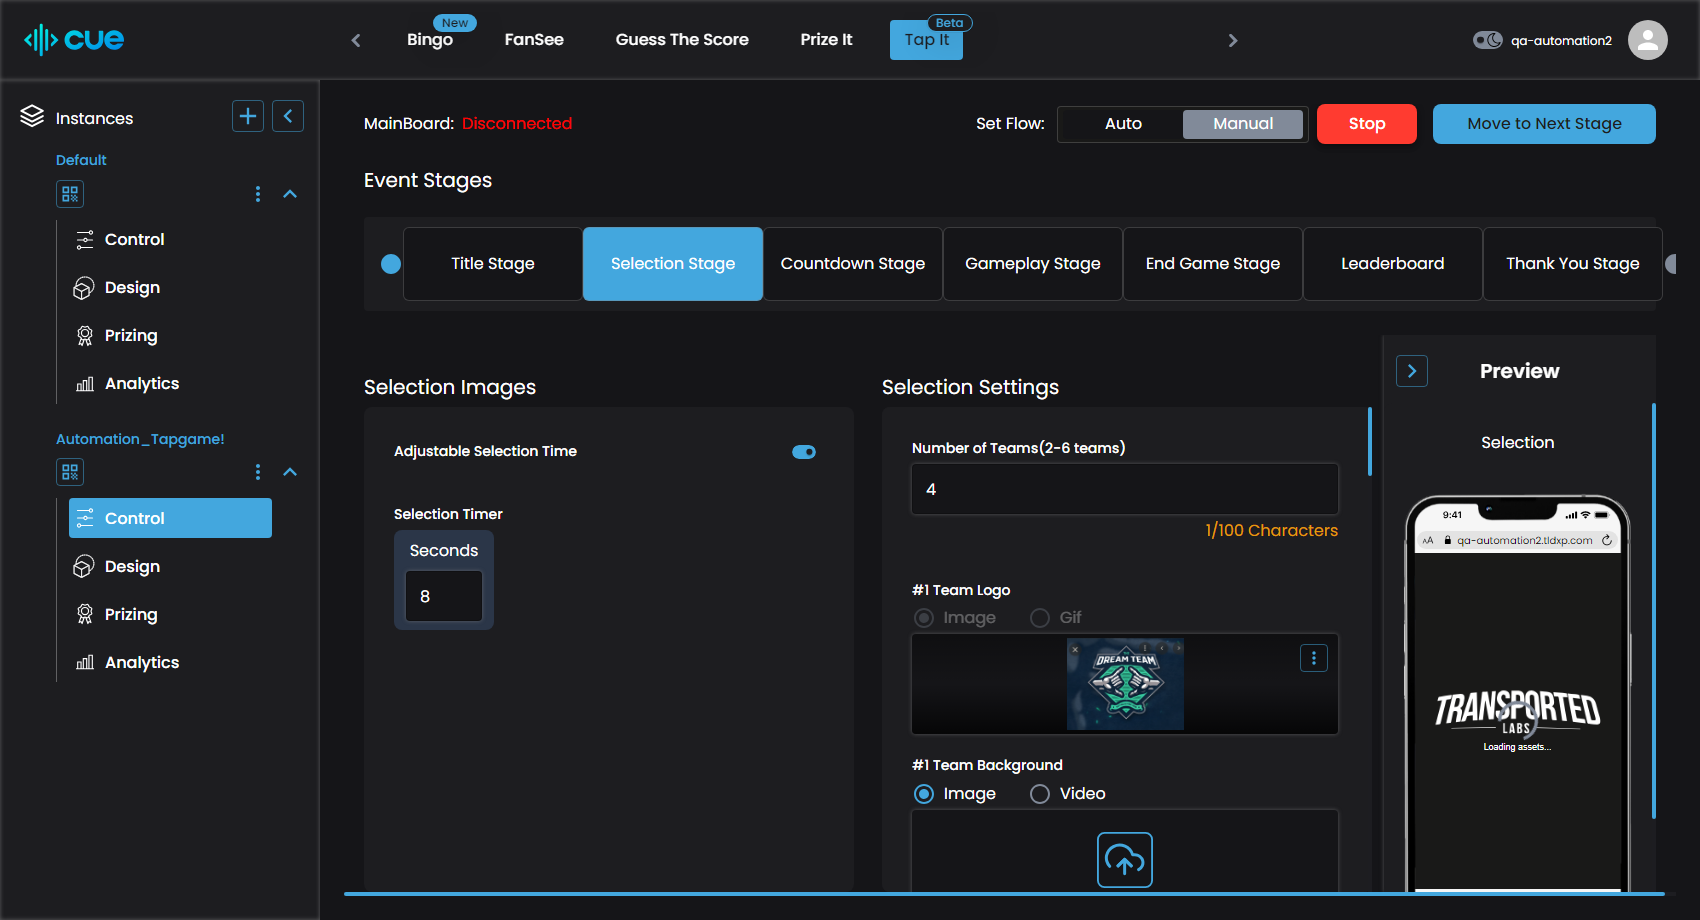 cue
Bingo
New
FanSee
Guess The Score
Prize It
Tap It
Beta
qa-automation2
Instances
Default
Control
Design
Prizing
Analytics
Automation_Tapgame!
Control
Design
Prizing
Analytics
MainBoard: Disconnected
Set Flow:
Auto
Manual
Stop
Move to Next Stage
Event Stages
Title Stage
Selection Stage
Countdown Stage
Gameplay Stage
End Game Stage
Leaderboard
Thank You Stage
Selection Images
Adjustable Selection Time
Selection Timer
Seconds
8
Selection Settings
Number of Teams(2-6 teams)
4
1/100 Characters
#1 Team Logo
Image
Gif
DREAM TEAM
#1 Team Background
Image
Video
Preview
Selection
9:41
AA
qa-automation2.tldxp.com
TRANSPORTED
LABS
Loading assets...